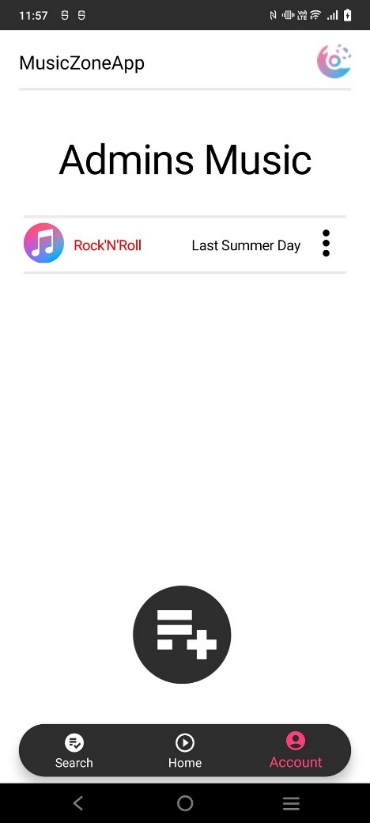 11:57
MusicZoneApp
Admins Music
Rock'N'Roll Last Summer Day
Search Home Account